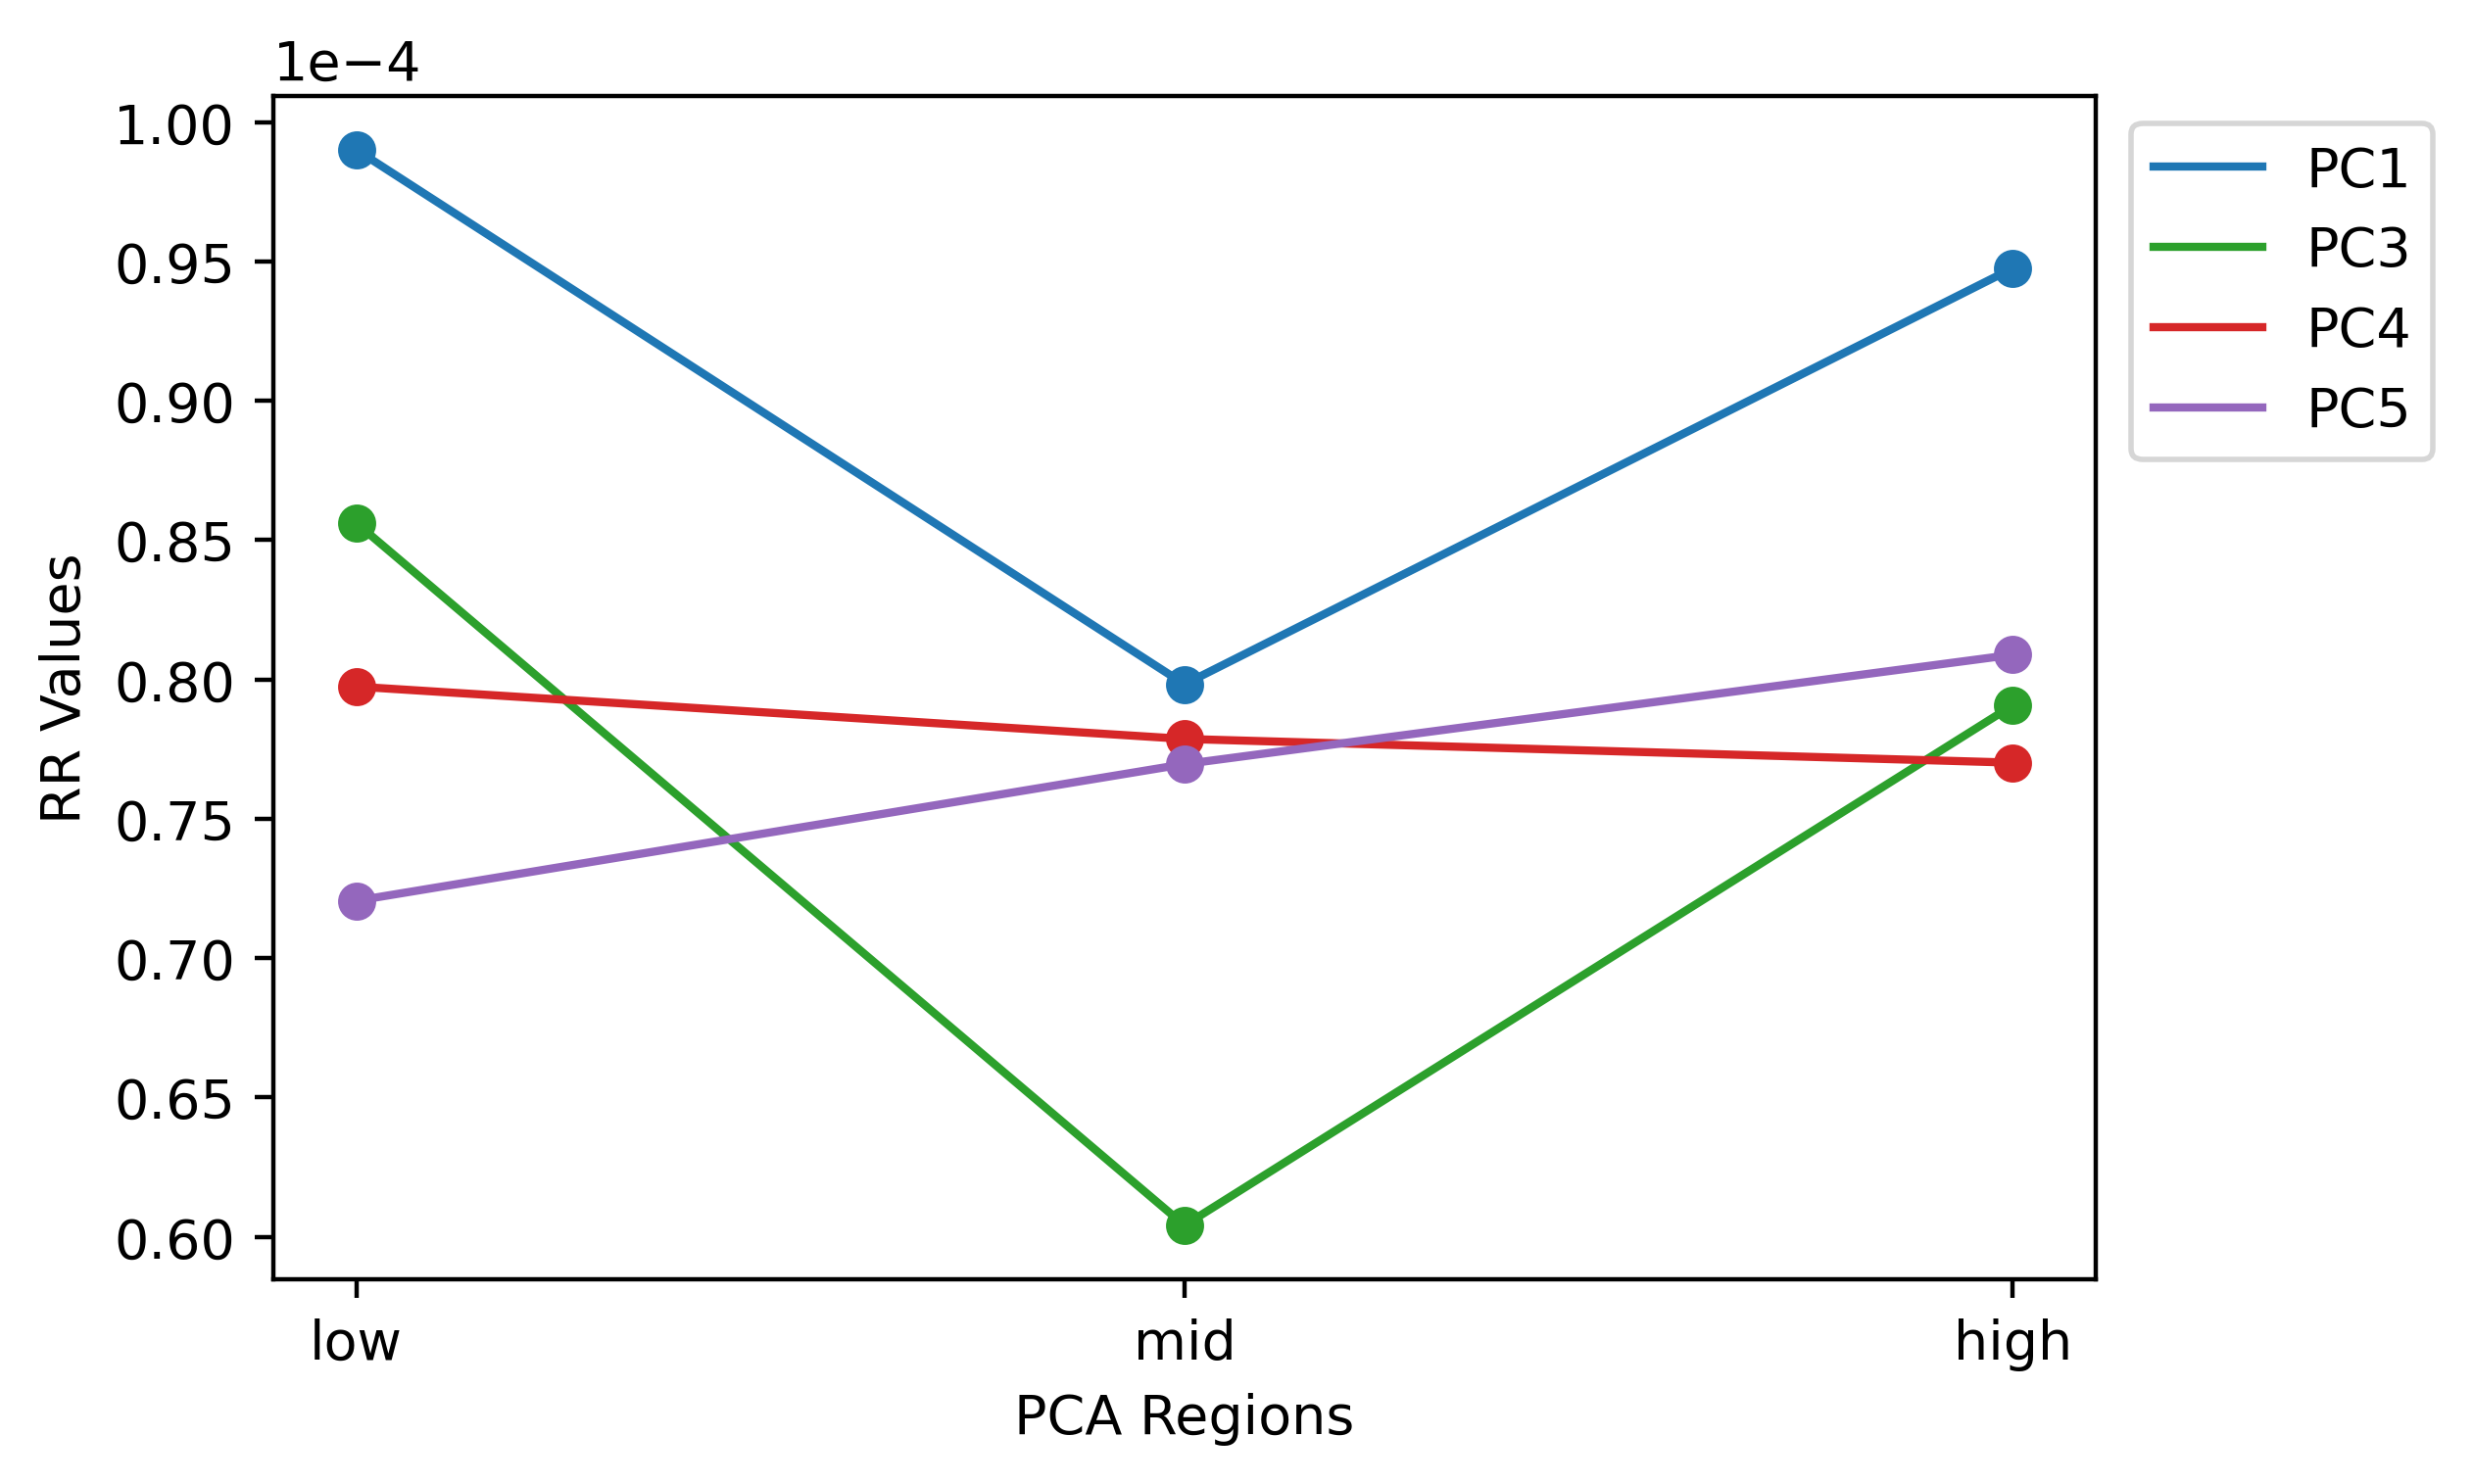 1e−4
1.00
0.95
0.90
0.85
0.80
0.75
0.70
0.65
0.60
RR Values
low
mid
high
PCA Regions
PC1
PC3
PC4
PC5